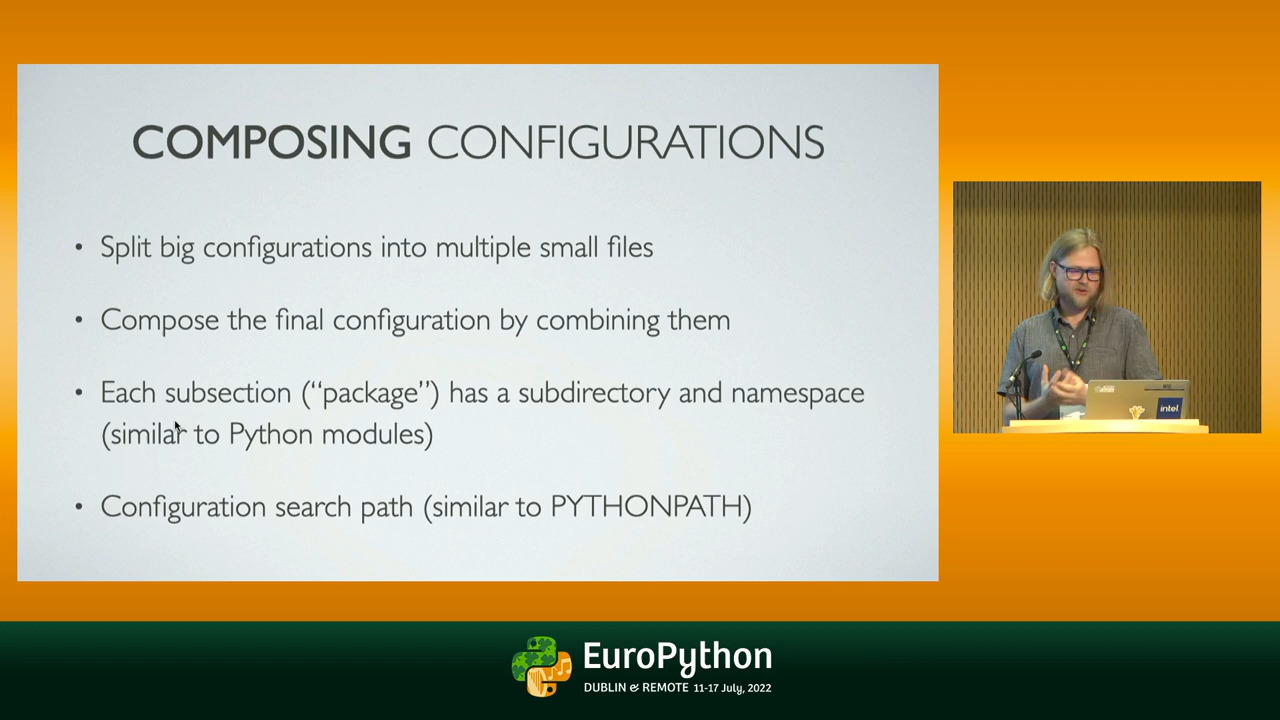 COMPOSING CONFIGURATIONS
• Split big configurations into multiple small files
• Compose the final configuration by combining them
• Each subsection (“package”) has a subdirectory and namespace
(similar to Python modules)
• Configuration search path (similar to PYTHONPATH)
intel
EuroPython
DUBLIN & REMOTE 11-17 July, 2022